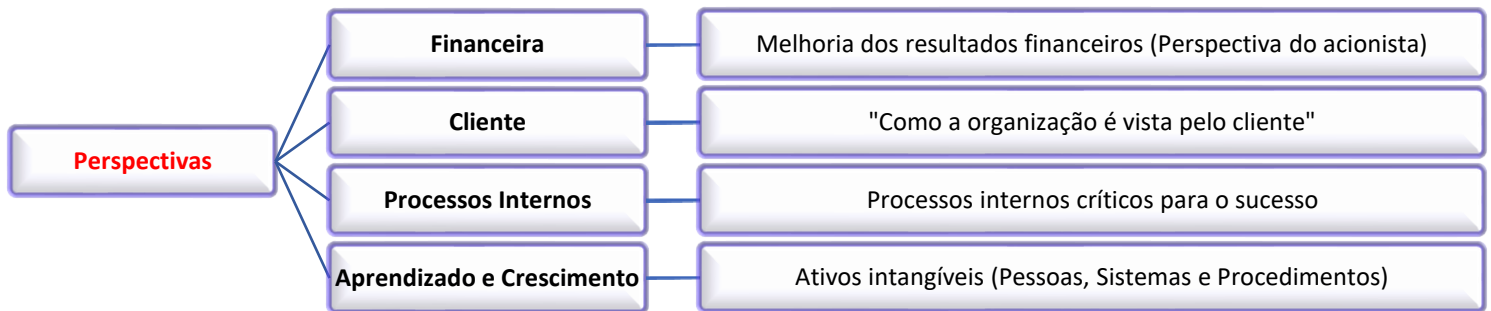 Financeira
Melhoria dos resultados financeiros (Perspectiva do acionista)
Cliente
"Como a organização é vista pelo cliente"
Perspectivas
Processos Internos
Processos internos críticos para o sucesso
Aprendizado e Crescimento
Ativos intangíveis (Pessoas, Sistemas e Procedimentos)